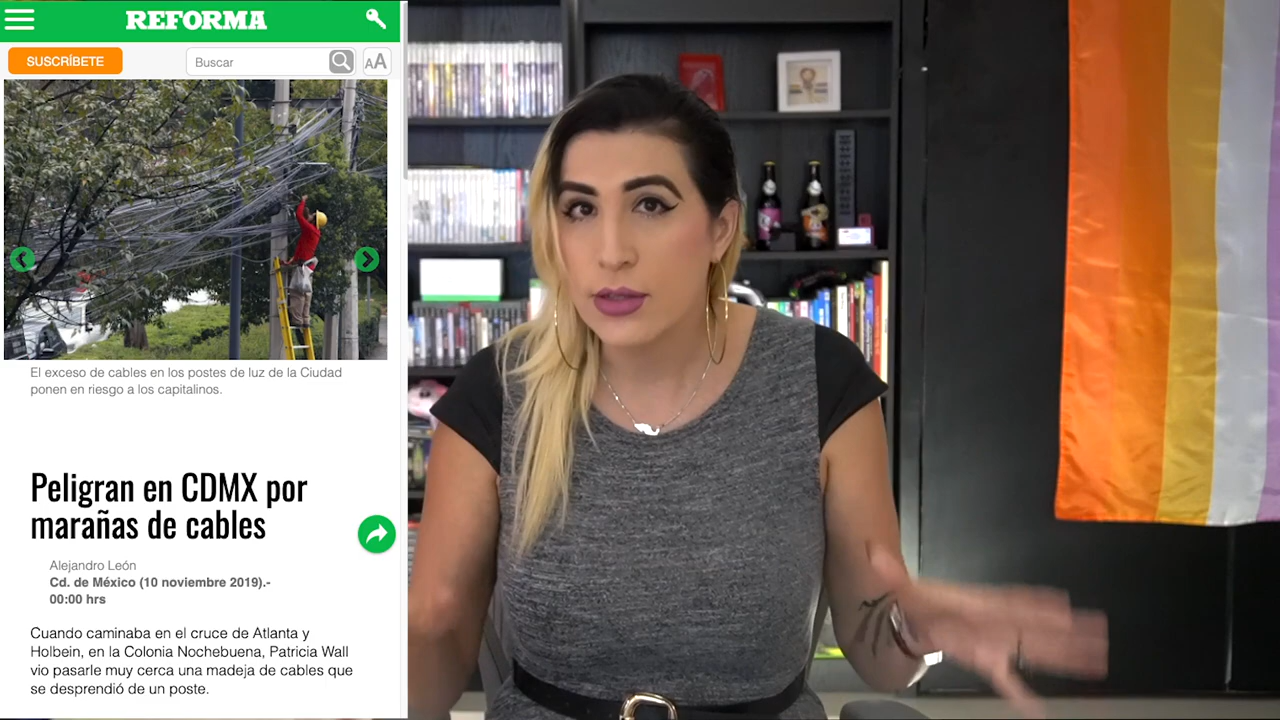 REFORMA
SUSCRÍBETE
Buscar
AA
El exceso de cables en los postes de luz de la Ciudad
ponen en riesgo a los capitalinos.
Peligran en CDMX por
marañas de cables
Alejandro León
Cd. de México (10 noviembre 2019).-
00:00 hrs
Cuando caminaba en el cruce de Atlanta y
Holbein, en la Colonia Nochebuena, Patricia Wall
vio pasarle muy cerca una madeja de cables que
se desprendió de un poste.